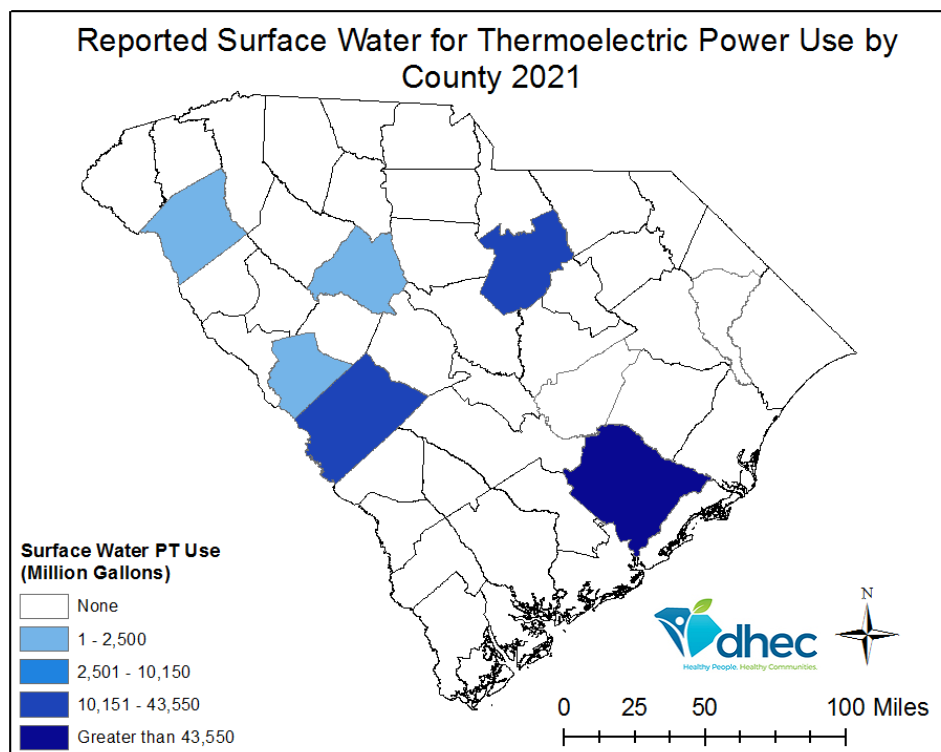 Reported Surface Water for Thermoelectric Power Use by
County 2021
Surface Water PT Use
(Million Gallons)
None
1 - 2,500
2,501 - 10,150
10,151 - 43,550
Greater than 43,550
dhec
Healthy People. Healthy Communities.
N
0 25 50 100 Miles